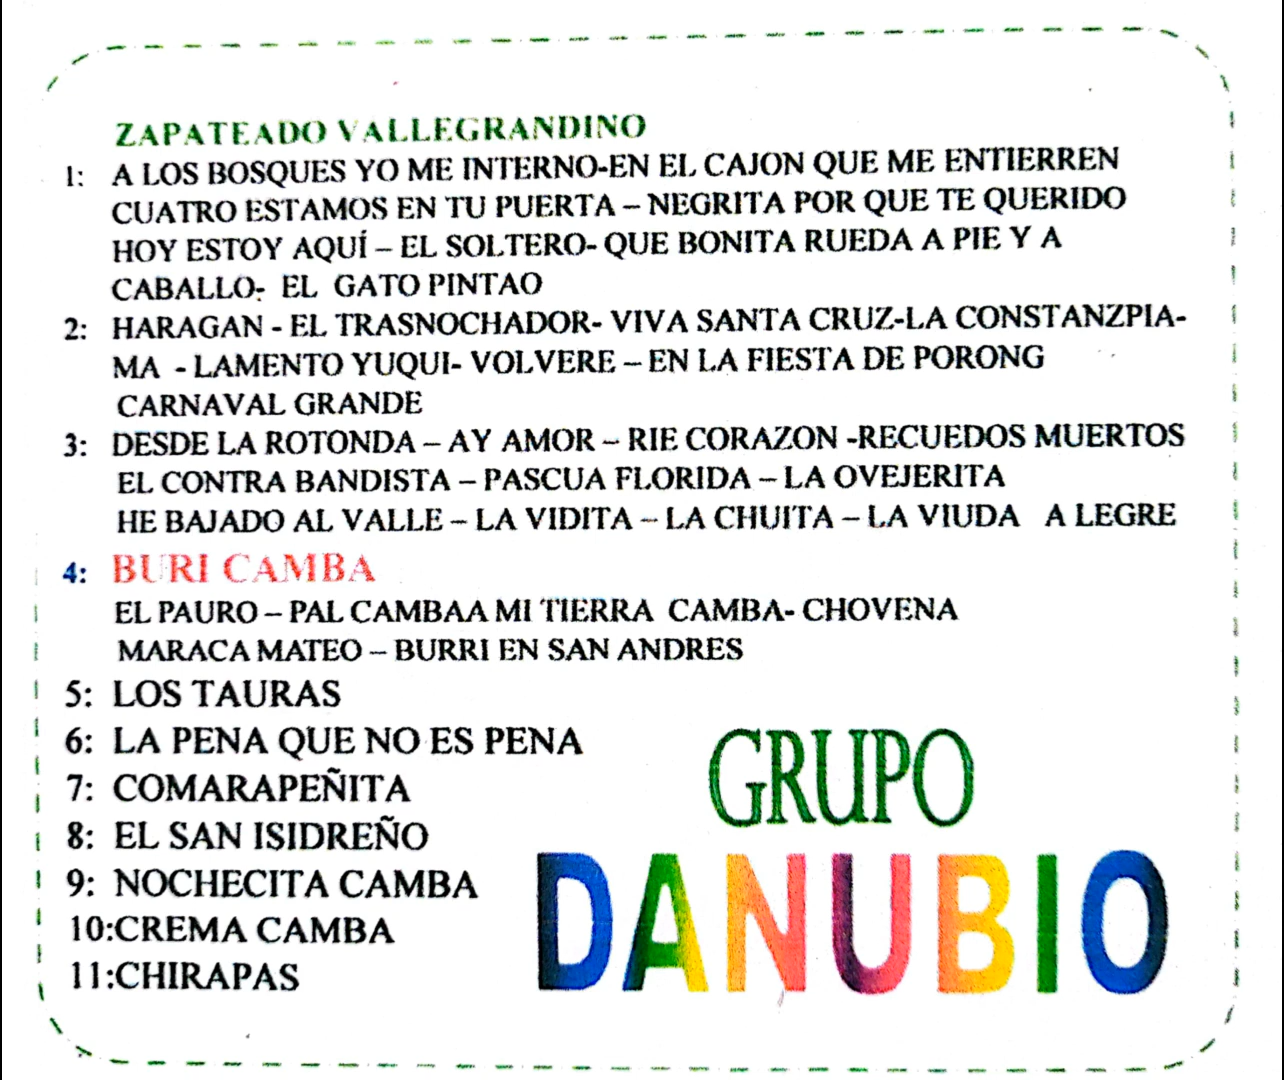 ZAPATEADO VALLEGRANDINO
1: A LOS BOSQUES YO ME INTERNO-EN EL CAJON QUE ME ENTIERREN
CUATRO ESTAMOS EN TU PUERTA – NEGRITA POR QUE TE QUERIDO
HOY ESTOY AQUÍ – EL SOLTERO- QUE BONITA RUEDA A PIE Y A
CABALLO- EL GATO PINTAO
2: HARAGAN - EL TRASNOCHADOR- VIVA SANTA CRUZ-LA CONSTANZPIA-
MA - LAMENTO YUQUI- VOLVERE – EN LA FIESTA DE PORONG
CARNAVAL GRANDE
3: DESDE LA ROTONDA – AY AMOR – RIE CORAZON -RECUEDOS MUERTOS
EL CONTRA BANDISTA – PASCUA FLORIDA – LA OVEJERITA
HE BAJADO AL VALLE – LA VIDITA – LA CHUITA – LA VIUDA A LEGRE
4: BURI CAMBA
EL PAURO – PAL CAMBAA MI TIERRA CAMBA- CHOVENA
MARACA MATEO – BURRI EN SAN ANDRES
5: LOS TAURAS
6: LA PENA QUE NO ES PENA
7: COMARAPEÑITA
8: EL SAN ISIDREÑO
9: NOCHECITA CAMBA
10:CREMA CAMBA
11:CHIRAPAS
GRUPO
DANUBIO